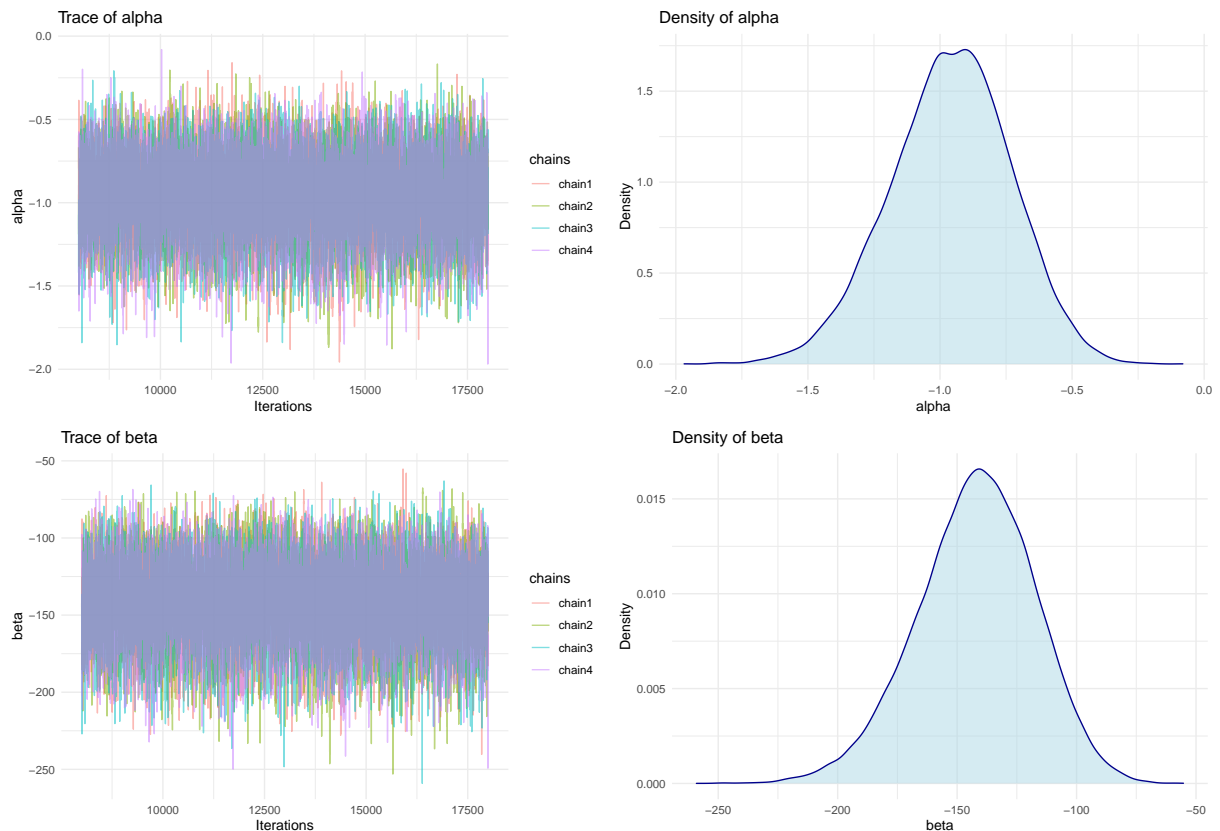 Trace of alpha
0.0
−0.5
−1.0
−1.5
−2.0
alpha
10000 12500 15000 17500
Iterations
chains
chain1
chain2
chain3
chain4
Density of alpha
1.5
1.0
0.5
0.0
Density
−2.0 −1.5 −1.0 −0.5 0.0
alpha
Trace of beta
−50
−100
−150
−200
−250
beta
10000 12500 15000 17500
Iterations
chains
chain1
chain2
chain3
chain4
Density of beta
0.015
0.010
0.005
0.000
Density
−250 −200 −150 −100 −50
beta